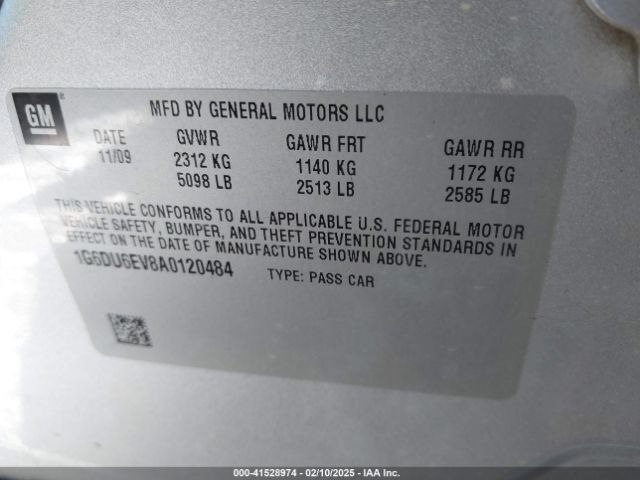 GM
MFD BY GENERAL MOTORS LLC
DATE GVWR GAWR FRT GAWR RR
11/09 2312 KG 1140 KG 1172 KG
5098 LB 2513 LB 2585 LB
THIS VEHICLE CONFORMS TO ALL APPLICABLE U.S. FEDERAL MOTOR
VEHICLE SAFETY, BUMPER, AND THEFT PREVENTION STANDARDS IN
EFFECT ON THE DATE OF MANUFACTURE SHOWN ABOVE.
1G6DU6EV8A0120484 TYPE: PASS CAR
000-41528974 | 02/10/2025 | IAA Inc.